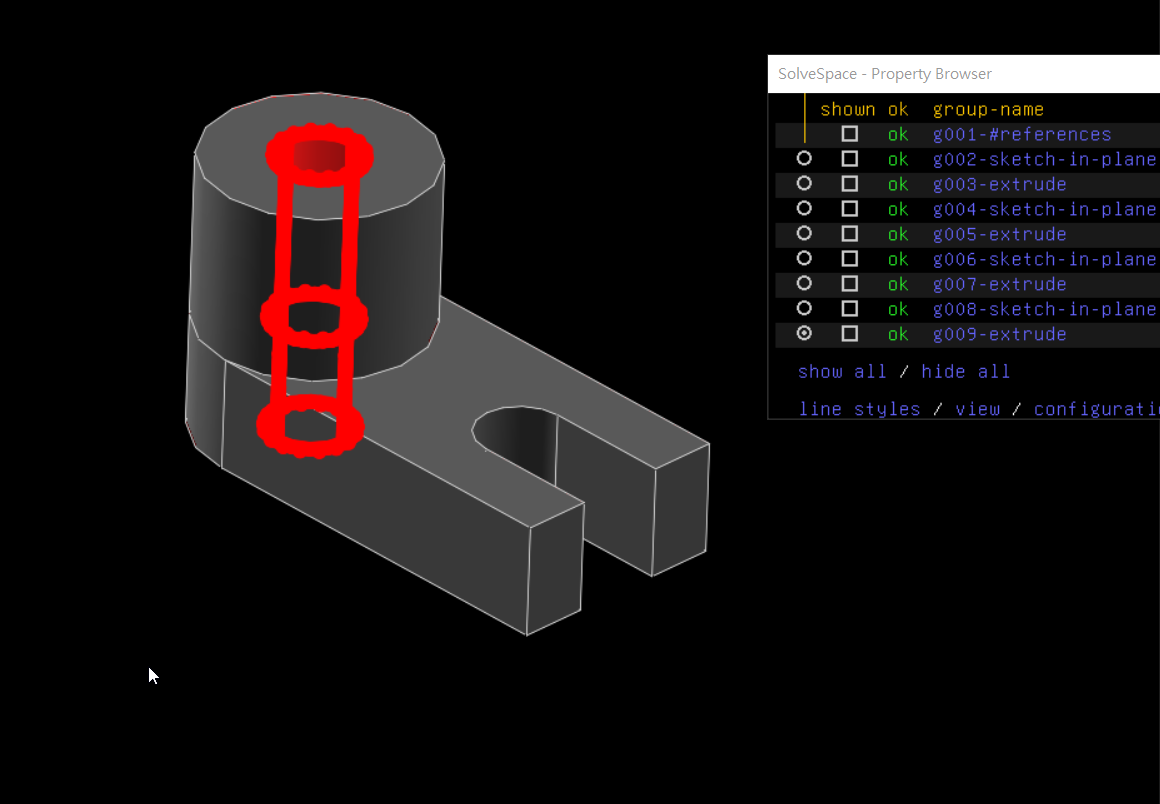 SolveSpace - Property Browser
shown ok group-name
ok g001-#references
ok g002-sketch-in-plane
ok g003-extrude
ok g004-sketch-in-plane
ok g005-extrude
ok g006-sketch-in-plane
ok g007-extrude
ok g008-sketch-in-plane
ok g009-extrude
show all / hide all
line styles / view / configurati